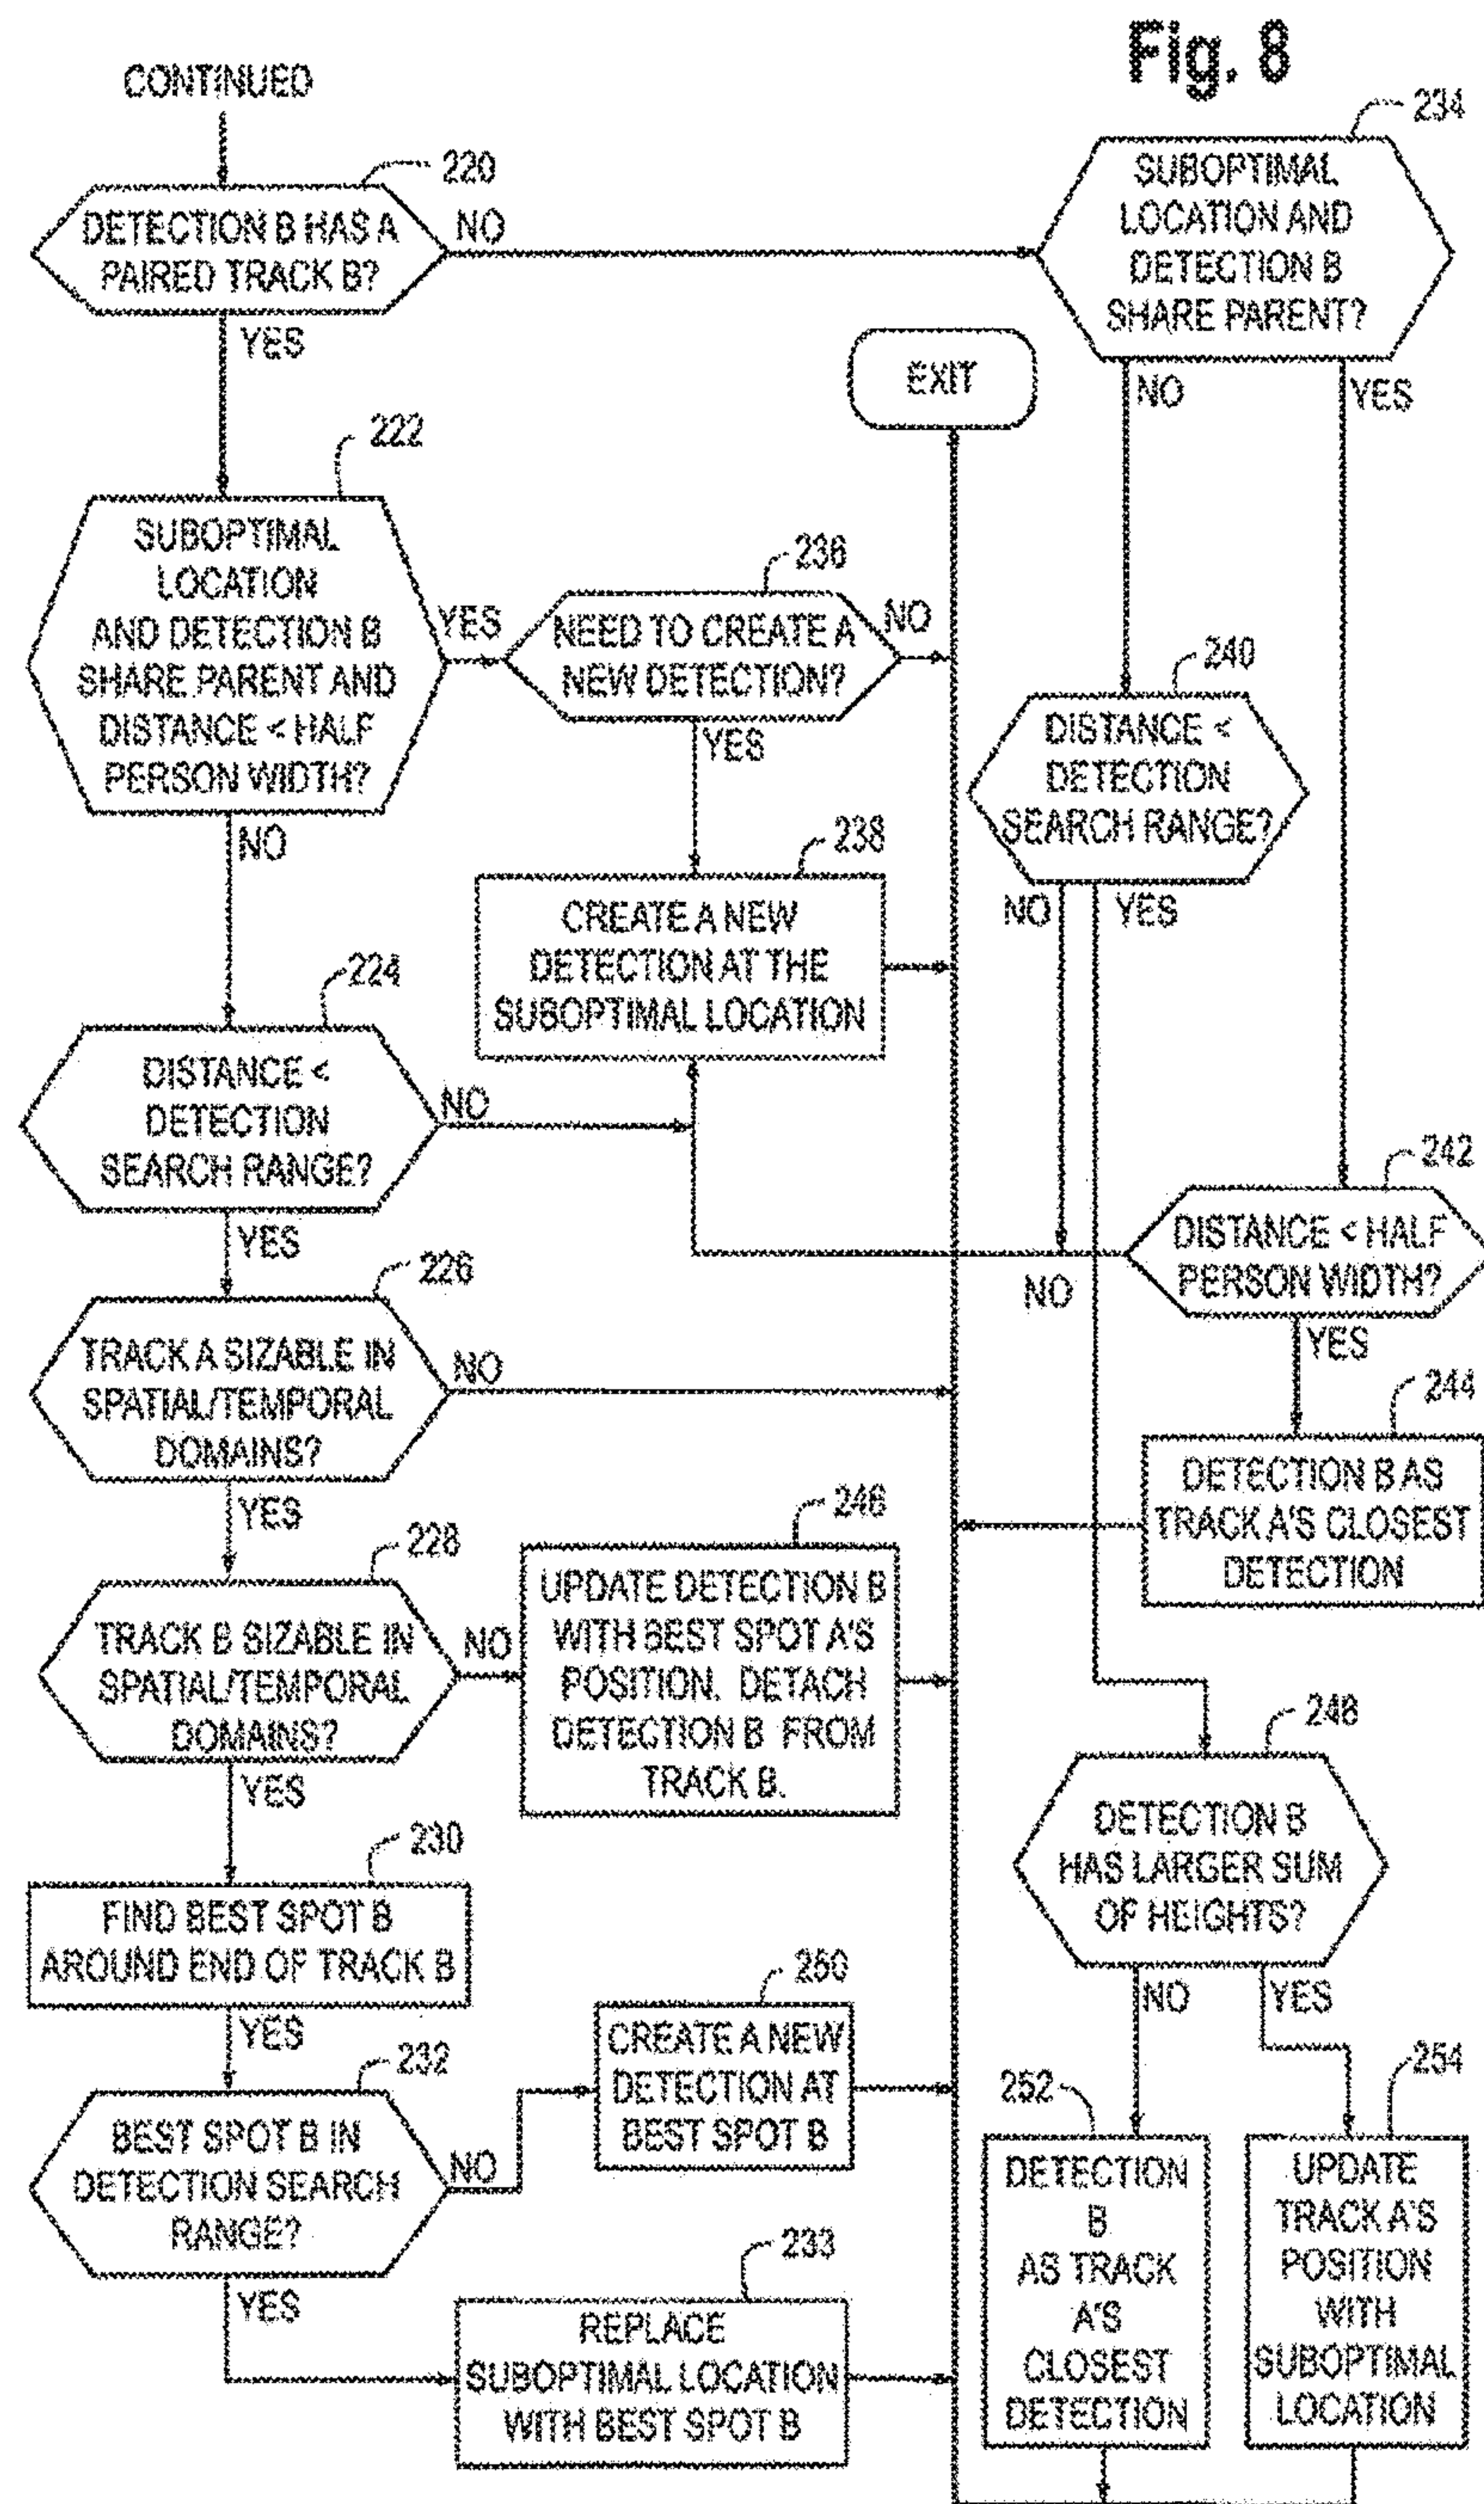 Fig. 8
CONTINUED
220
DETECTION B HAS A
PAIRED TRACK B?
NO
YES
234
SUBOPTIMAL
LOCATION AND
DETECTION B
SHARE PARENT?
NO
YES
EXIT
222
SUBOPTIMAL
LOCATION
AND DETECTION B
SHARE PARENT AND
DISTANCE < HALF
PERSON WIDTH?
YES
NO
236
NEED TO CREATE A
NEW DETECTION?
NO
YES
240
DISTANCE <
DETECTION
SEARCH RANGE?
NO
YES
238
CREATE A NEW
DETECTION AT THE
SUBOPTIMAL LOCATION
224
DISTANCE <
DETECTION
SEARCH RANGE?
NO
YES
242
DISTANCE < HALF
PERSON WIDTH?
NO
YES
226
TRACK A SIZABLE IN
SPATIAL/TEMPORAL
DOMAINS?
NO
YES
244
DETECTION B AS
TRACK A'S CLOSEST
DETECTION
228
TRACK B SIZABLE IN
SPATIAL/TEMPORAL
DOMAINS?
NO
YES
246
UPDATE DETECTION B
WITH BEST SPOT A'S
POSITION. DETACH
DETECTION B FROM
TRACK B.
248
DETECTION B
HAS LARGER SUM
OF HEIGHTS?
NO
YES
230
FIND BEST SPOT B
AROUND END OF TRACK B
YES
250
CREATE A NEW
DETECTION AT
BEST SPOT B
232
BEST SPOT B IN
DETECTION SEARCH
RANGE?
NO
YES
233
REPLACE
SUBOPTIMAL LOCATION
WITH BEST SPOT B
252
DETECTION
B
AS TRACK
A'S
CLOSEST
DETECTION
254
UPDATE
TRACK A'S
POSITION
WITH
SUBOPTIMAL
LOCATION